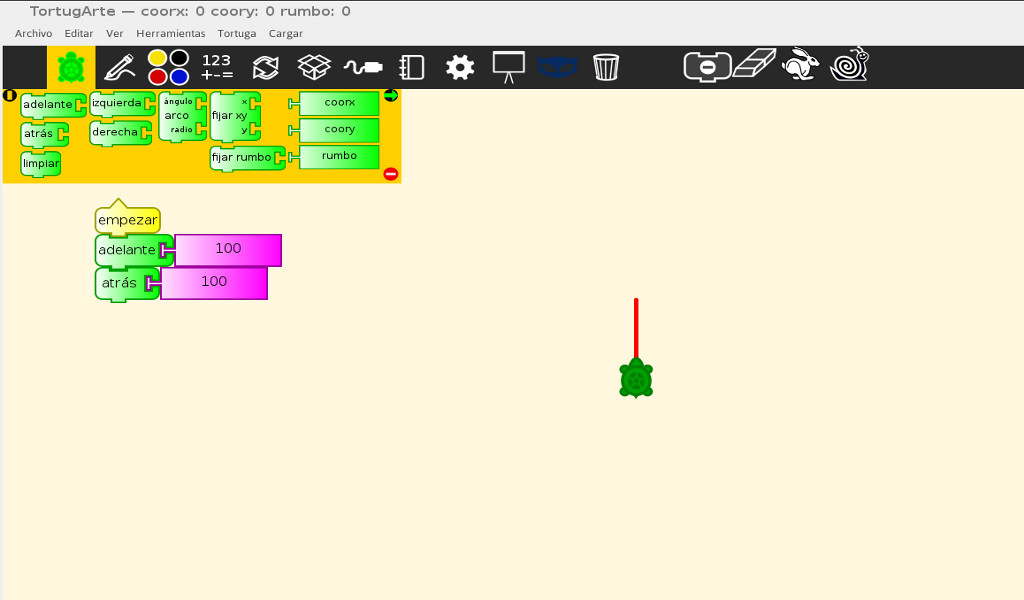 TortugArte — coorx: 0 coory: 0 rumbo: 0
Archivo Editar Ver Herramientas Tortuga Cargar
123
+-=
adelante izquierda ángulo arco radio x fijar xy y coorx
atrás derecha coory
limpiar fijar rumbo rumbo
empezar
adelante 100
atrás 100